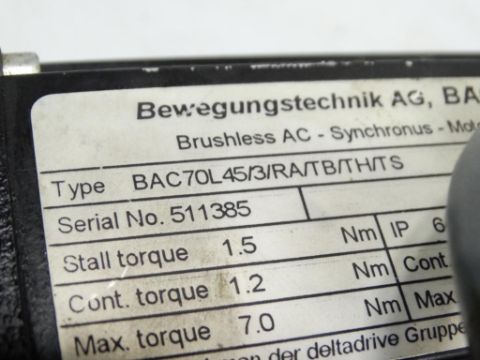 Bewegungstechnik AG, BA
Brushless AC - Synchronus - Moto
Type BAC70L45/3/RA/TB/TH/TS
Serial No. 511385
Stall torque 1.5 Nm IP 6
Cont. torque 1.2 Nm Cont
Max. torque 7.0 Nm Max
men der deltadrive Gruppe